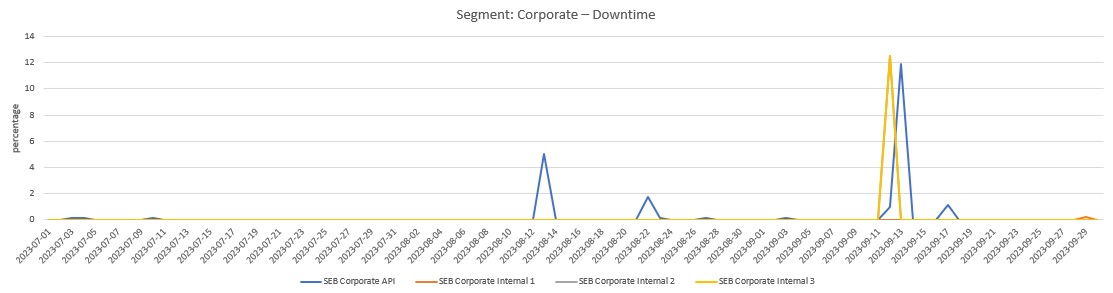 Segment: Corporate – Downtime
14
12
10
8
6
4
2
0
percentage
2023-07-01 2023-07-03 2023-07-05 2023-07-07 2023-07-09 2023-07-11 2023-07-13 2023-07-15 2023-07-17 2023-07-19 2023-07-21 2023-07-23 2023-07-25 2023-07-27 2023-07-29 2023-07-31 2023-08-02 2023-08-04 2023-08-06 2023-08-08 2023-08-10 2023-08-12 2023-08-14 2023-08-16 2023-08-18 2023-08-20 2023-08-22 2023-08-24 2023-08-26 2023-08-28 2023-08-30 2023-09-01 2023-09-03 2023-09-05 2023-09-07 2023-09-09 2023-09-11 2023-09-13 2023-09-15 2023-09-17 2023-09-19 2023-09-21 2023-09-23 2023-09-25 2023-09-27 2023-09-29
SEB Corporate API SEB Corporate Internal 1 SEB Corporate Internal 2 SEB Corporate Internal 3